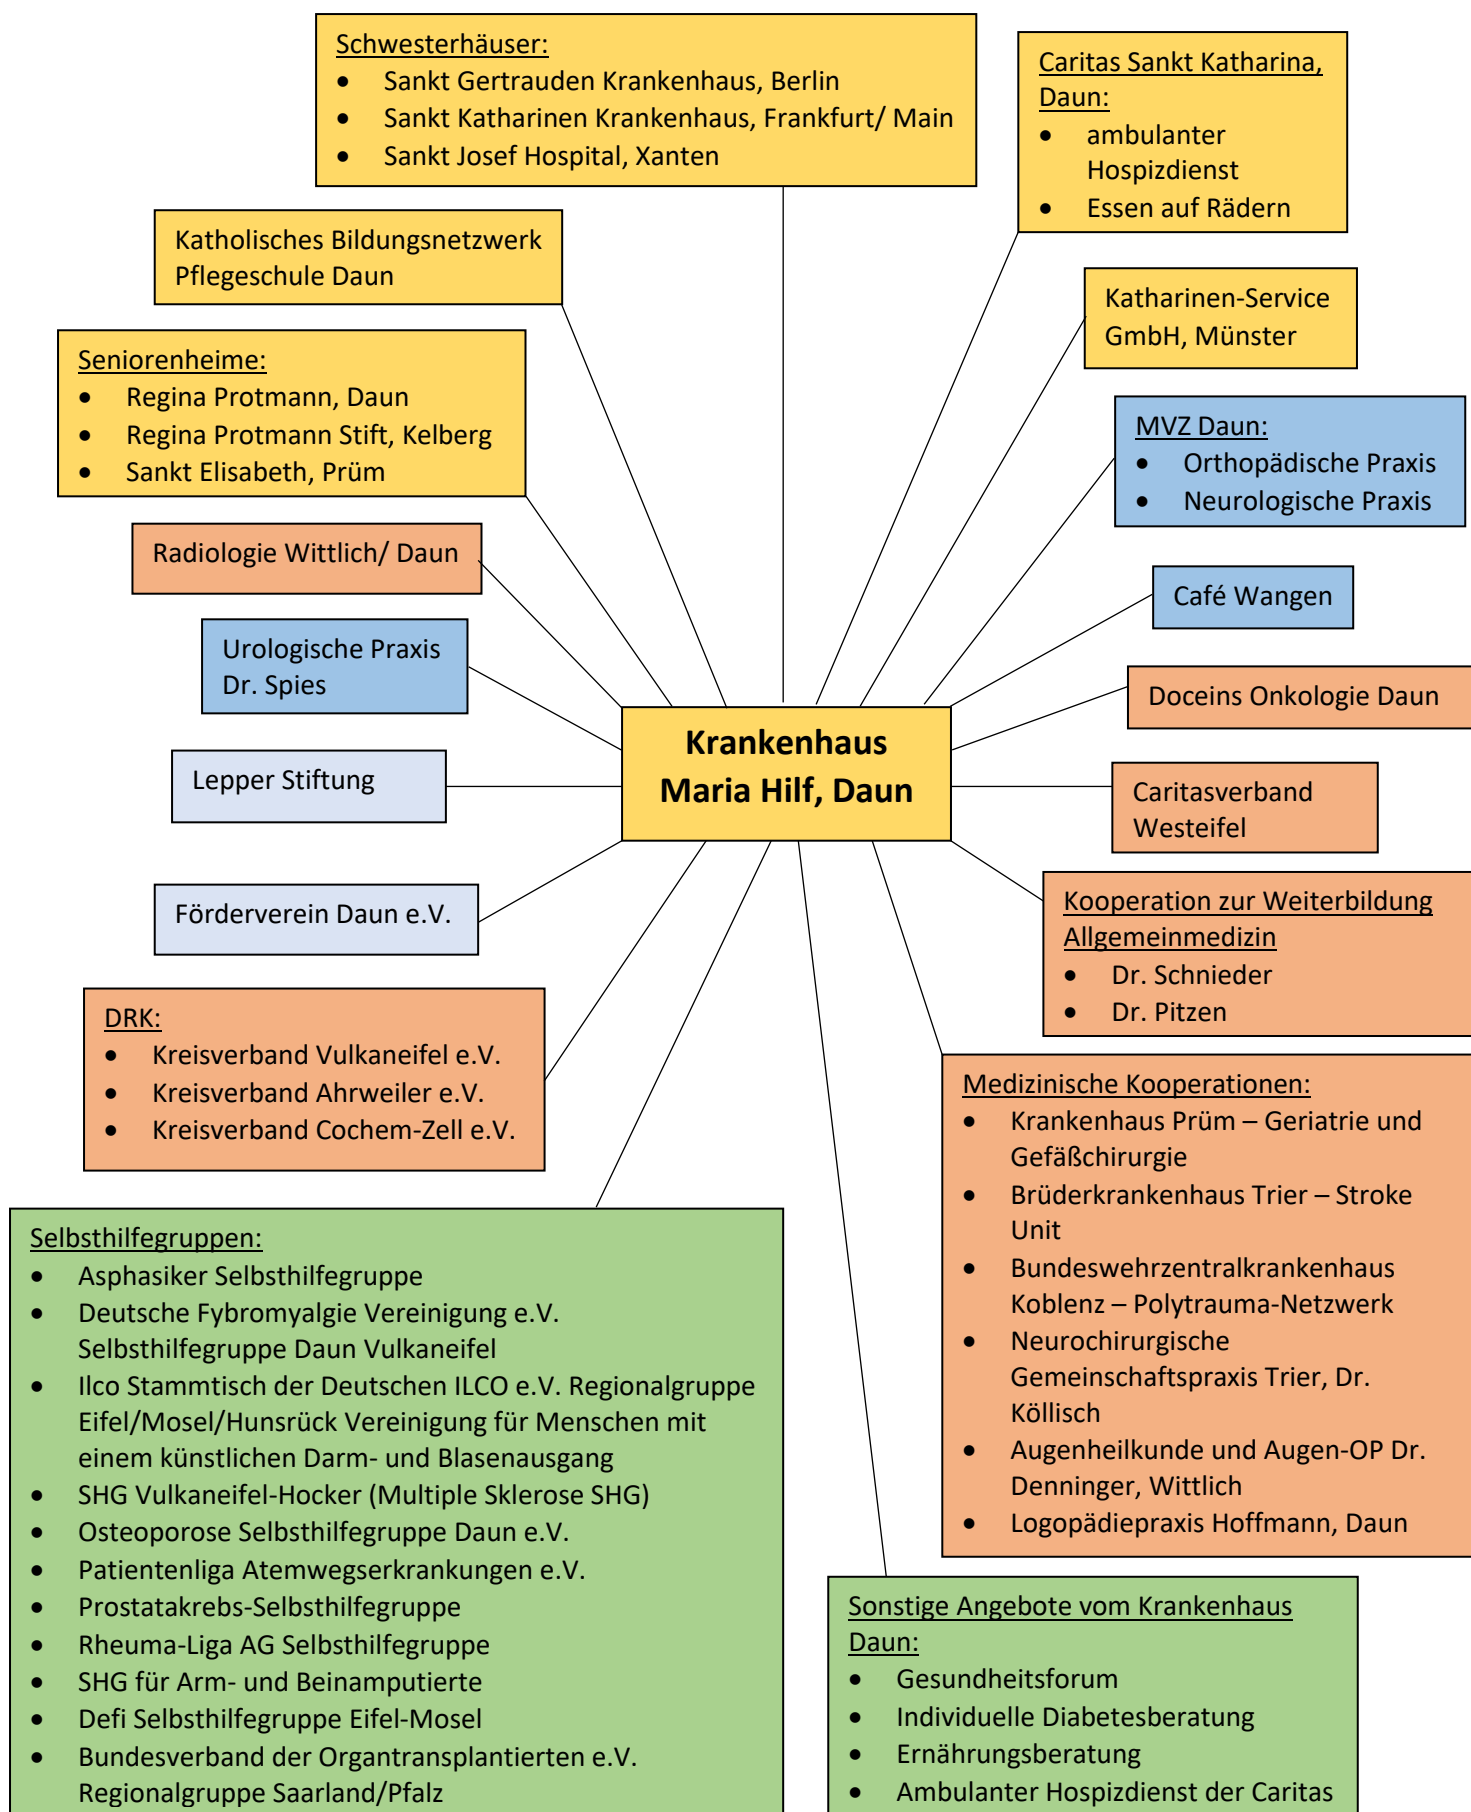 Schwesterhäuser:
• Sankt Gertrauden Krankenhaus, Berlin
• Sankt Katharinen Krankenhaus, Frankfurt/ Main
• Sankt Josef Hospital, Xanten
Caritas Sankt Katharina,
Daun:
• ambulanter
Hospizdienst
• Essen auf Rädern
Katholisches Bildungsnetzwerk
Pflegeschule Daun
Katharinen-Service
GmbH, Münster
Seniorenheime:
• Regina Protmann, Daun
• Regina Protmann Stift, Kelberg
• Sankt Elisabeth, Prüm
MVZ Daun:
• Orthopädische Praxis
• Neurologische Praxis
Radiologie Wittlich/ Daun
Café Wangen
Urologische Praxis
Dr. Spies
Doceins Onkologie Daun
Krankenhaus
Maria Hilf, Daun
Lepper Stiftung
Caritasverband
Westeifel
Förderverein Daun e.V.
Kooperation zur Weiterbildung
Allgemeinmedizin
• Dr. Schnieder
• Dr. Pitzen
DRK:
• Kreisverband Vulkaneifel e.V.
• Kreisverband Ahrweiler e.V.
• Kreisverband Cochem-Zell e.V.
Medizinische Kooperationen:
• Krankenhaus Prüm – Geriatrie und
Gefäßchirurgie
• Brüderkrankenhaus Trier – Stroke
Unit
• Bundeswehrzentralkrankenhaus
Koblenz – Polytrauma-Netzwerk
• Neurochirurgische
Gemeinschaftspraxis Trier, Dr.
Köllisch
• Augenheilkunde und Augen-OP Dr.
Denninger, Wittlich
• Logopädiepraxis Hoffmann, Daun
Selbsthilfegruppen:
• Asphasiker Selbsthilfegruppe
• Deutsche Fybromyalgie Vereinigung e.V.
Selbsthilfegruppe Daun Vulkaneifel
• Ilco Stammtisch der Deutschen ILCO e.V. Regionalgruppe
Eifel/Mosel/Hunsrück Vereinigung für Menschen mit
einem künstlichen Darm- und Blasenausgang
• SHG Vulkaneifel-Hocker (Multiple Sklerose SHG)
• Osteoporose Selbsthilfegruppe Daun e.V.
• Patientenliga Atemwegserkrankungen e.V.
• Prostatakrebs-Selbsthilfegruppe
• Rheuma-Liga AG Selbsthilfegruppe
• SHG für Arm- und Beinamputierte
• Defi Selbsthilfegruppe Eifel-Mosel
• Bundesverband der Organtransplantierten e.V.
Regionalgruppe Saarland/Pfalz
Sonstige Angebote vom Krankenhaus
Daun:
• Gesundheitsforum
• Individuelle Diabetesberatung
• Ernährungsberatung
• Ambulanter Hospizdienst der Caritas